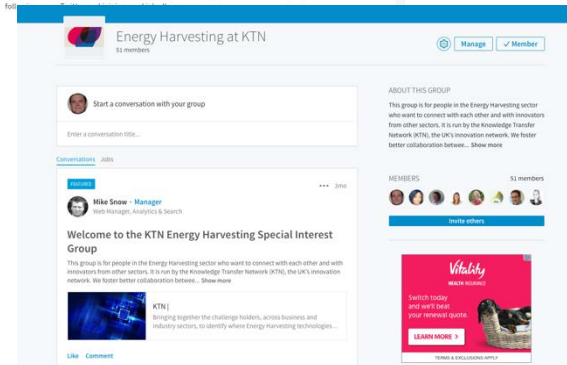 Energy Harvesting at KTN
51 members
Manage
✓ Member
Start a conversation with your group
Enter a conversation title...
Conversations Jobs
FEATURED
••• 2mo
Mike Snow • Manager
Web Manager, Analytics & Search
Welcome to the KTN Energy Harvesting Special Interest
Group
This group is for people in the Energy Harvesting sector who want to connect with each other and with
innovators from other sectors. It is run by the Knowledge Transfer Network (KTN), the UK's innovation
network. We foster better collaboration betwee... Show more
KTN |
Bringing together the challenge holders, across business and
industry sectors, to identify where Energy Harvesting technologies...
Like Comment
ABOUT THIS GROUP
This group is for people in the Energy Harvesting sector
who want to connect with each other and with innovators
from other sectors. It is run by the Knowledge Transfer
Network (KTN), the UK's innovation network. We foster
better collaboration betwee... Show more
MEMBERS 51 members
Invite others
Vitality
HEALTH INSURANCE
Switch today
and we'll beat
your renewal quote.
LEARN MORE >
TERMS & EXCLUSIONS APPLY